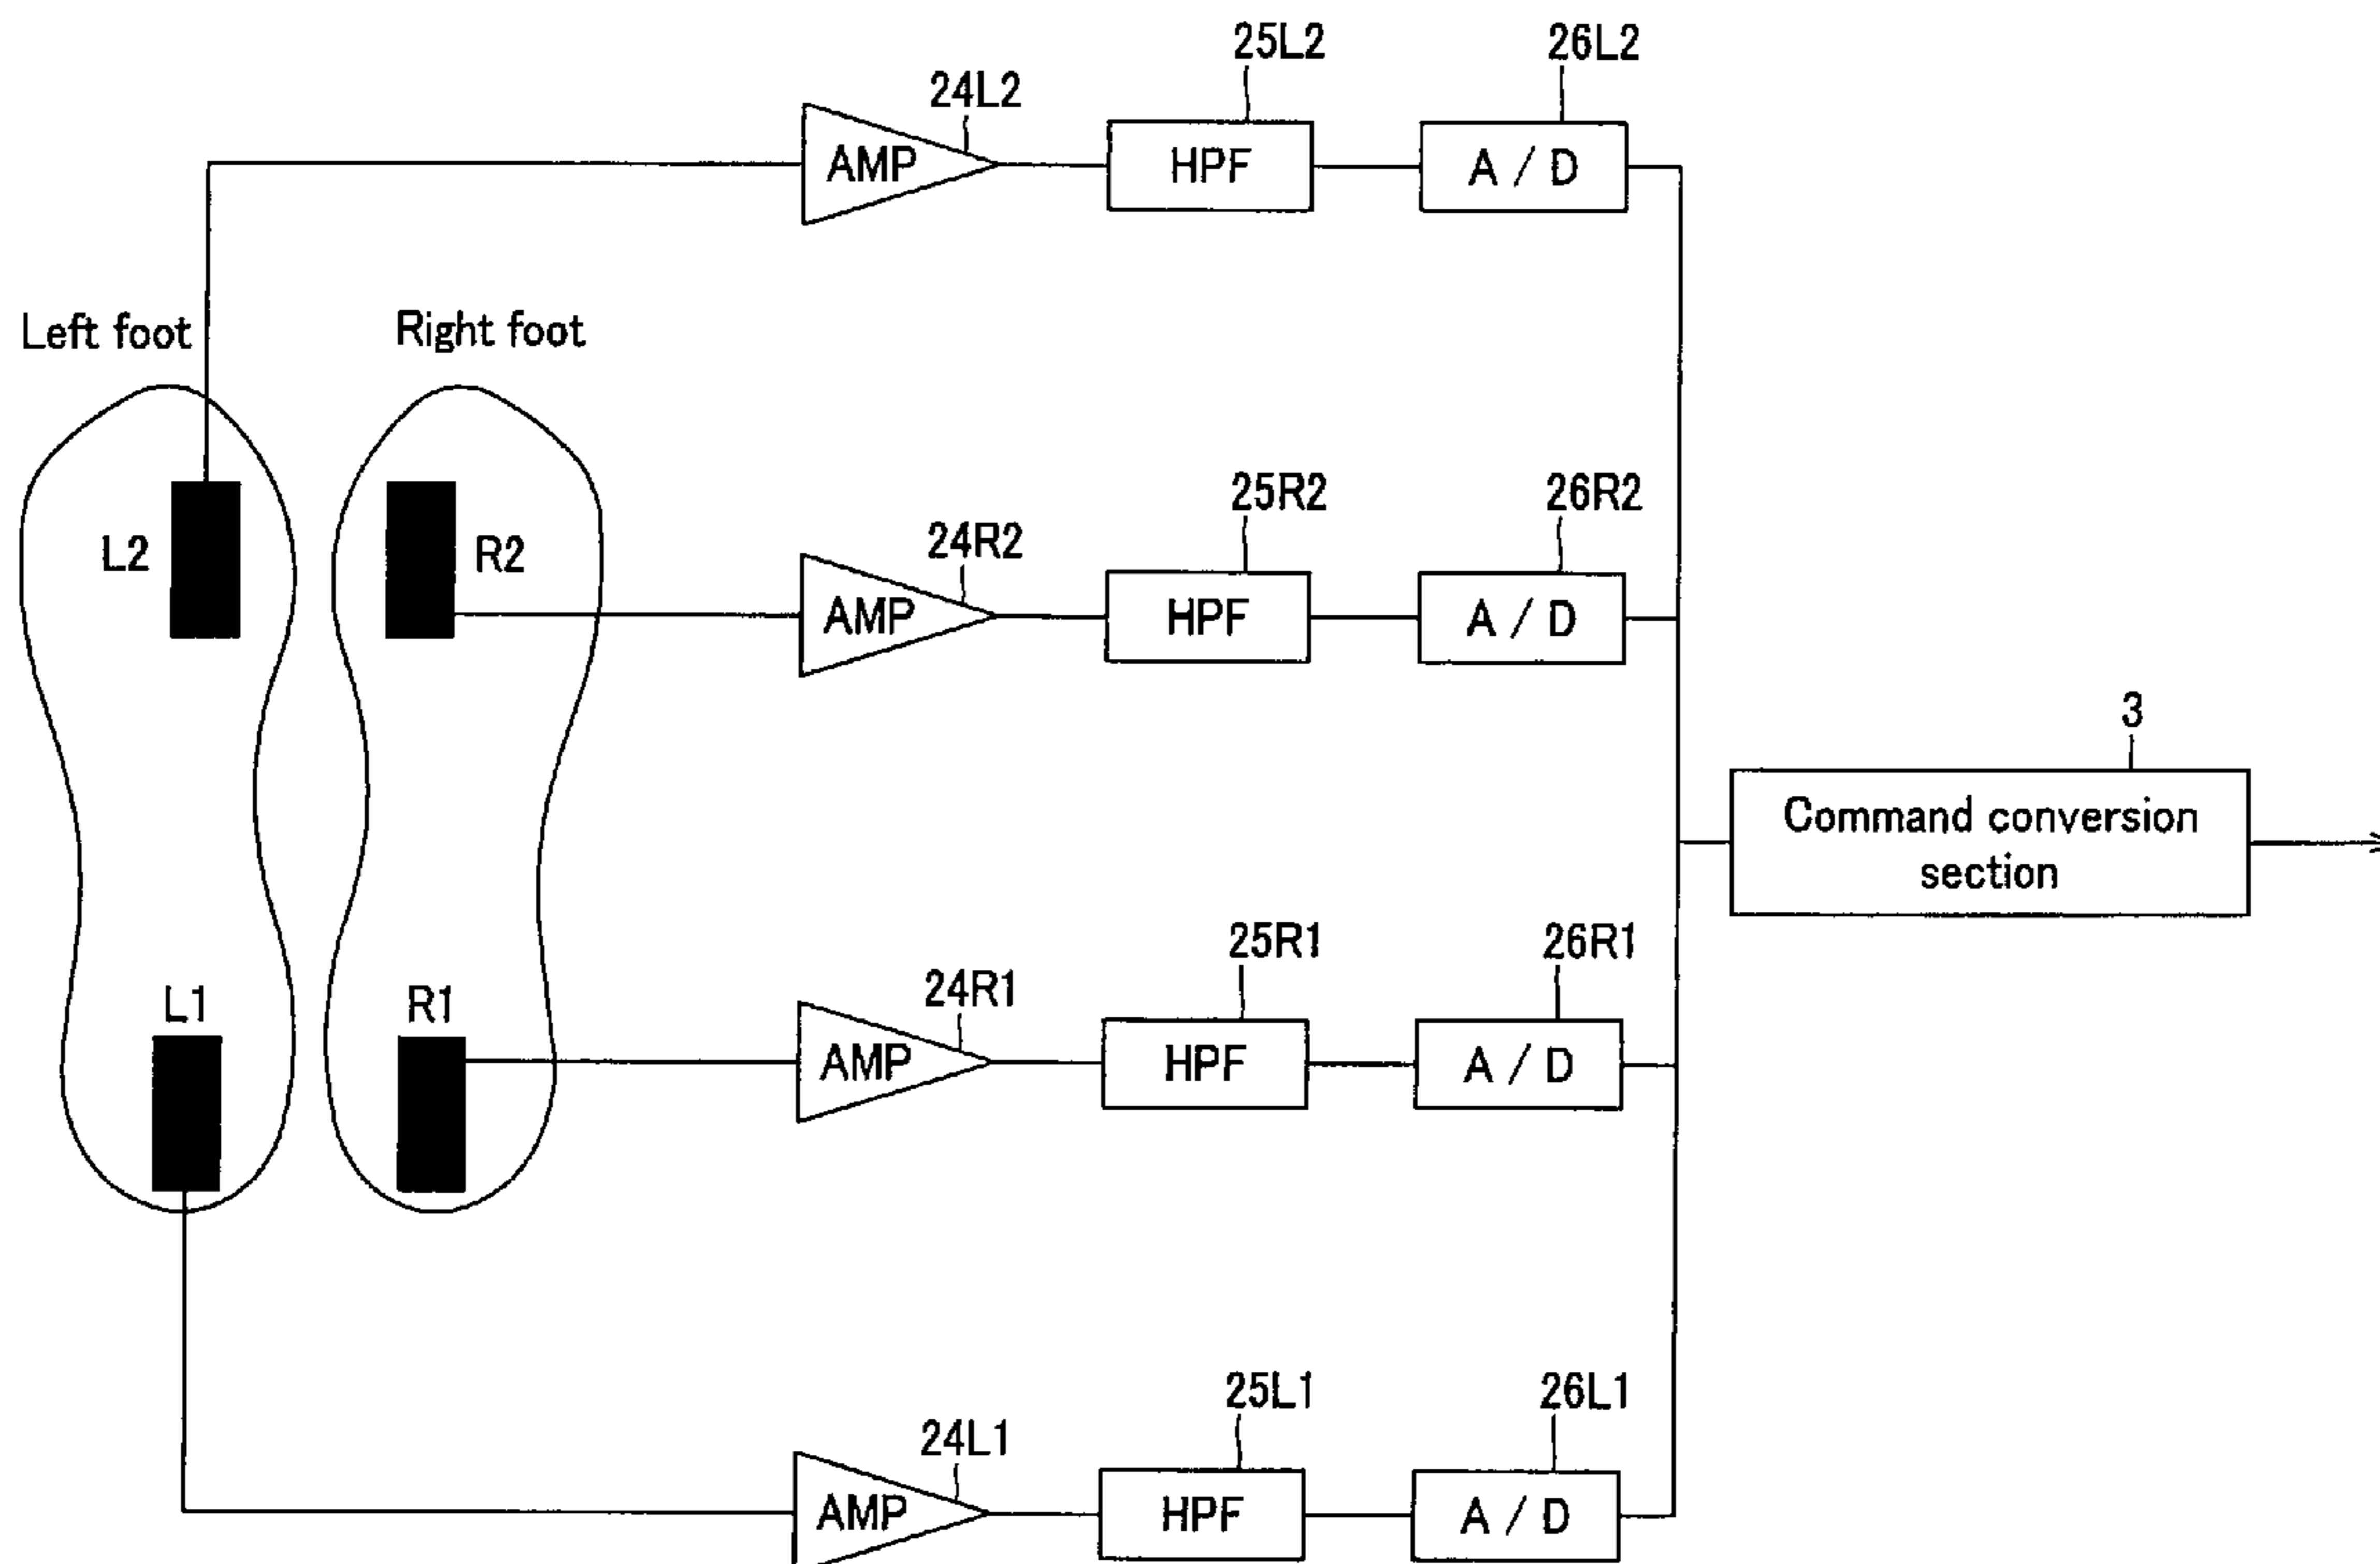 25L2
26L2
24L2
AMP
HPF
A / D
Left foot
Right foot
25R2
26R2
24R2
L2
R2
AMP
HPF
A / D
3
Command conversion
section
25R1
26R1
24R1
L1
R1
AMP
HPF
A / D
25L1
26L1
24L1
AMP
HPF
A / D